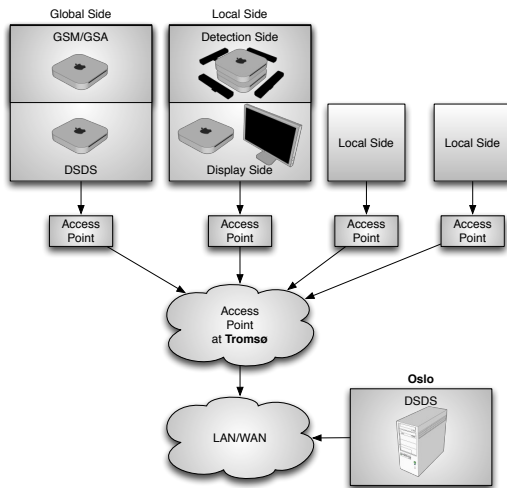 Global Side
Local Side
GSM/GSA
Detection Side
DSDS
Display Side
Local Side
Local Side
Access
Point
Access
Point
Access
Point
Access
Point
Access
Point
at Tromsø
LAN/WAN
Oslo
DSDS